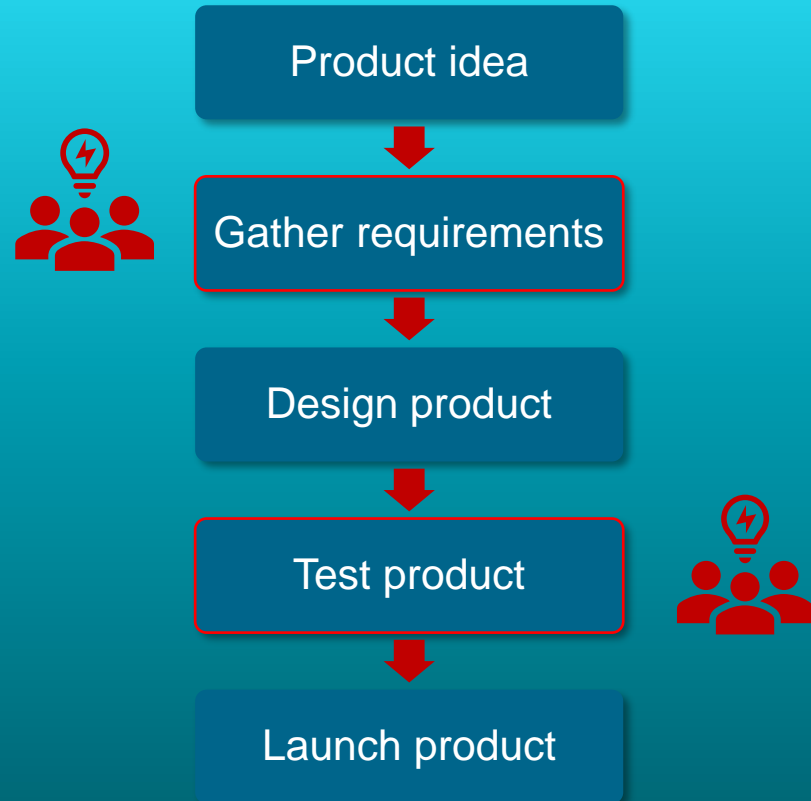 Product idea
Gather requirements
Design product
Test product
Launch product